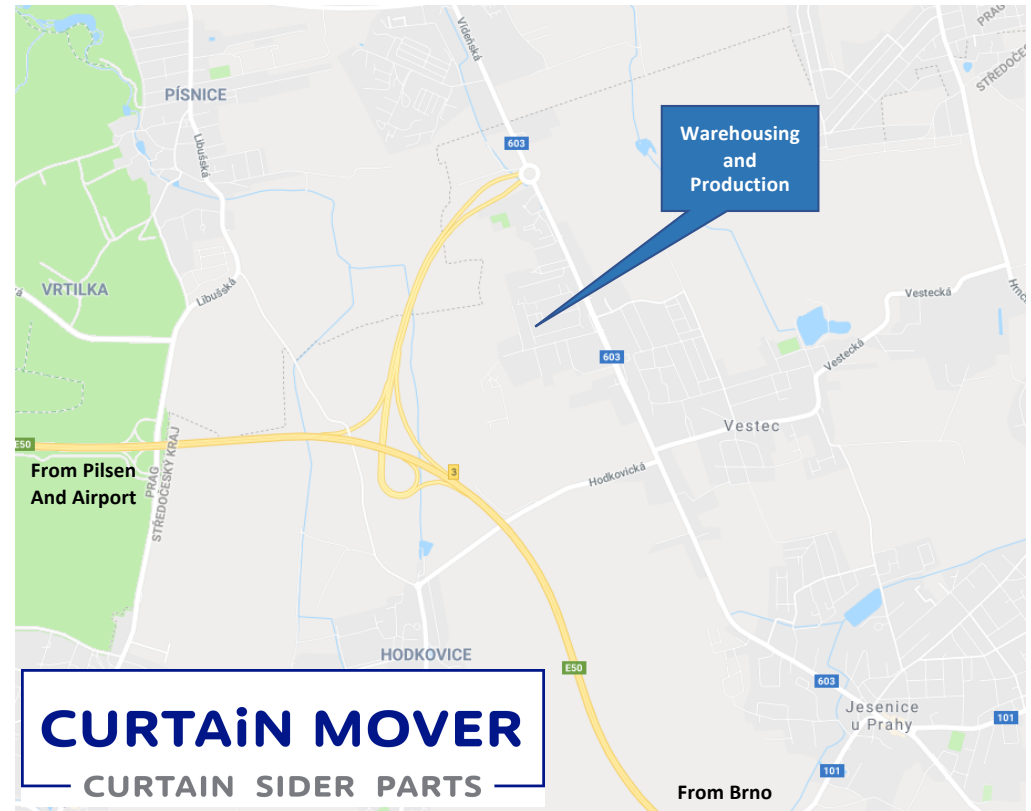 PRAG
STŘEDOČES
Vídeňská
PÍSNICE
Libušská
603
Warehousing
and
Production
VRTILKA
Libušská
Vestecká
603
Vestecká
Vestec
E50
From Pilsen
And Airport
PRAG
STŘEDOČESKÝ KRAJ
3
Hodkovická
HODKOVICE
E50
603
Jesenice
u Prahy
101
101
CURTAiN MOVER
CURTAIN SIDER PARTS
From Brno